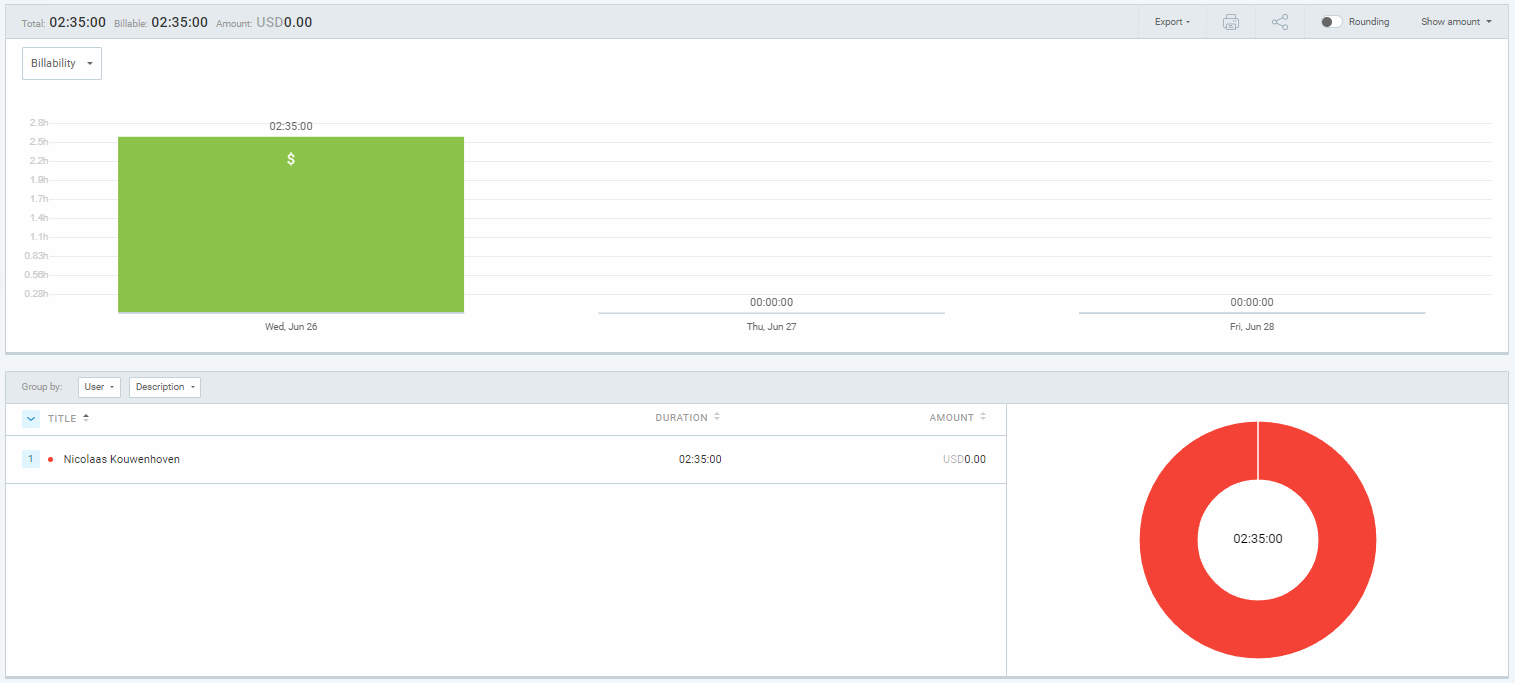 Total: 02:35:00 Billable: 02:35:00 Amount: USD0.00 Export Rounding Show amount
Billability
02:35:00
2.8h
2.5h
$
2.2h
1.9h
1.7h
1.4h
1.1h
0.83h
0.56h
0.28h
00:00:00 00:00:00
Wed, Jun 26 Thu, Jun 27 Fri, Jun 28
Group by: User Description
TITLE DURATION AMOUNT
1 Nicolaas Kouwenhoven 02:35:00 USD0.00
02:35:00